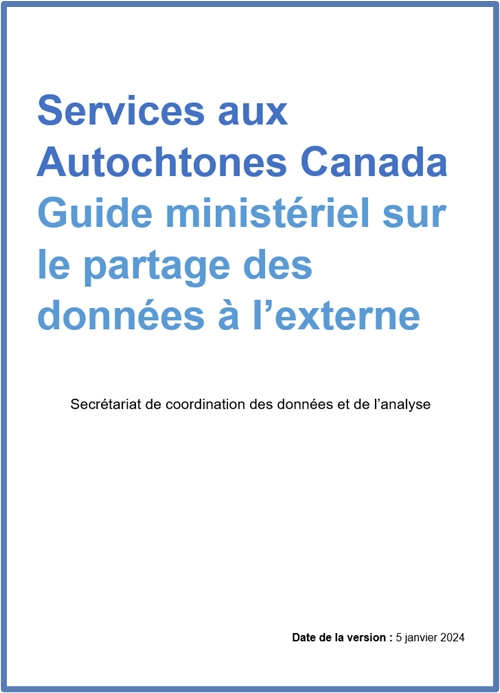 Services aux
Autochtones Canada
Guide ministériel sur
le partage des
données à l’externe
Secrétariat de coordination des données et de l’analyse
Date de la version : 5 janvier 2024